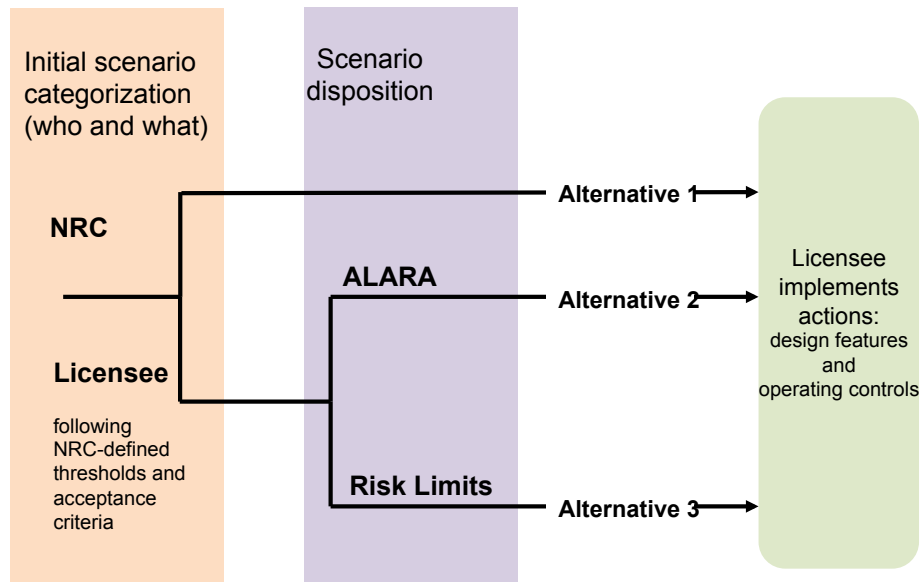 Initial scenario
categorization
(who and what)
Scenario
disposition
NRC
Alternative 1
ALARA
Alternative 2
Licensee
following
NRC-defined
thresholds and
acceptance
criteria
Risk Limits
Alternative 3
Licensee
implements
actions:
design features
and
operating controls